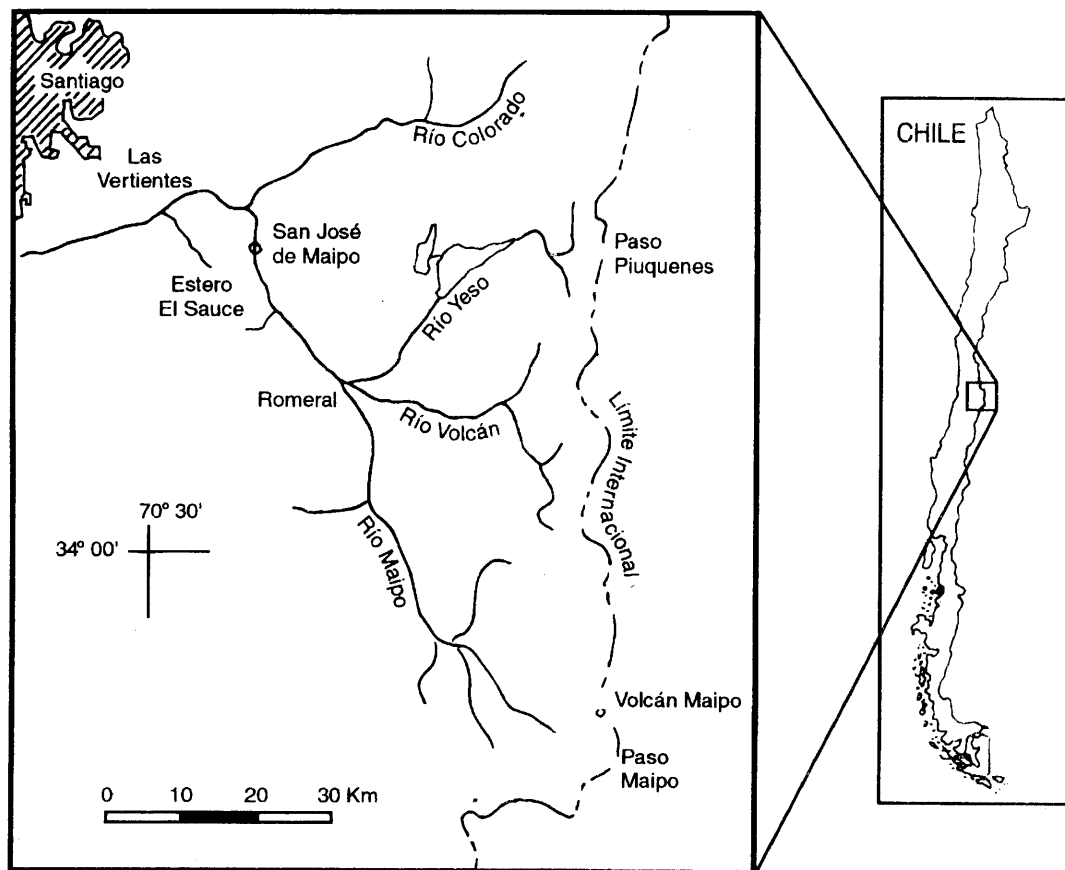 Santiago
CHILE
Río Colorado
Las
Vertientes
San José
de Maipo
Paso
Piuquenes
Estero
El Sauce
Río Yeso
Romeral
Río Volcán
Límite Internacional
70° 30'
34° 00'
Río Maipo
Volcán Maipo
Paso
Maipo
0 10 20 30 Km